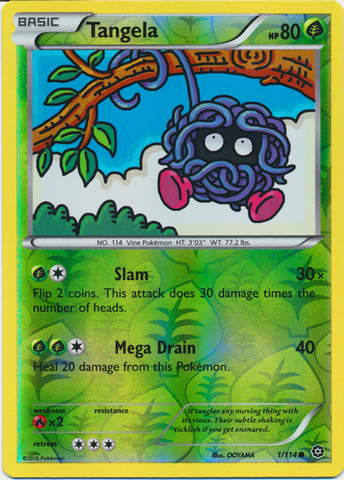 BASIC
Tangela HP80
NO. 114 Vine Pokémon HT: 3'03" WT: 77.2 lbs.
Slam 30x
Flip 2 coins. This attack does 30 damage times
the number of heads.
Mega Drain 40
Heal 20 damage from this Pokémon.
weakness resistance
×2
retreat
It tangles any moving thing
with its vines. Their subtle shaking is
ticklish if you get ensnared.
©2016 Pokémon
Illus. OOYAMA
1/114